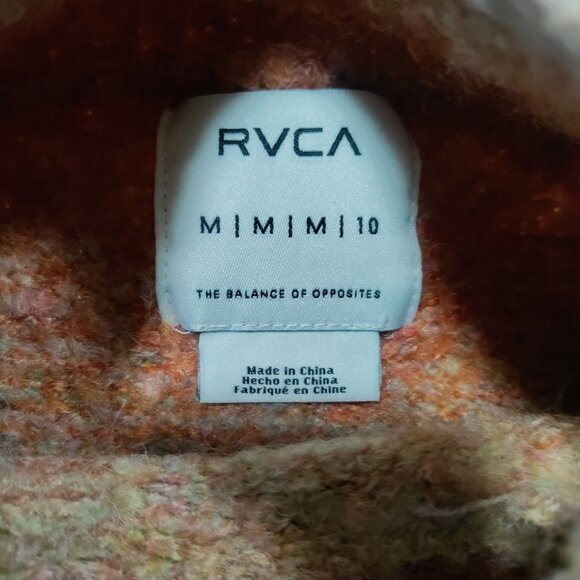 RVCA
M | M | M | 10
THE BALANCE OF OPPOSITES
Made in China
Hecho en China
Fabriqué en Chine